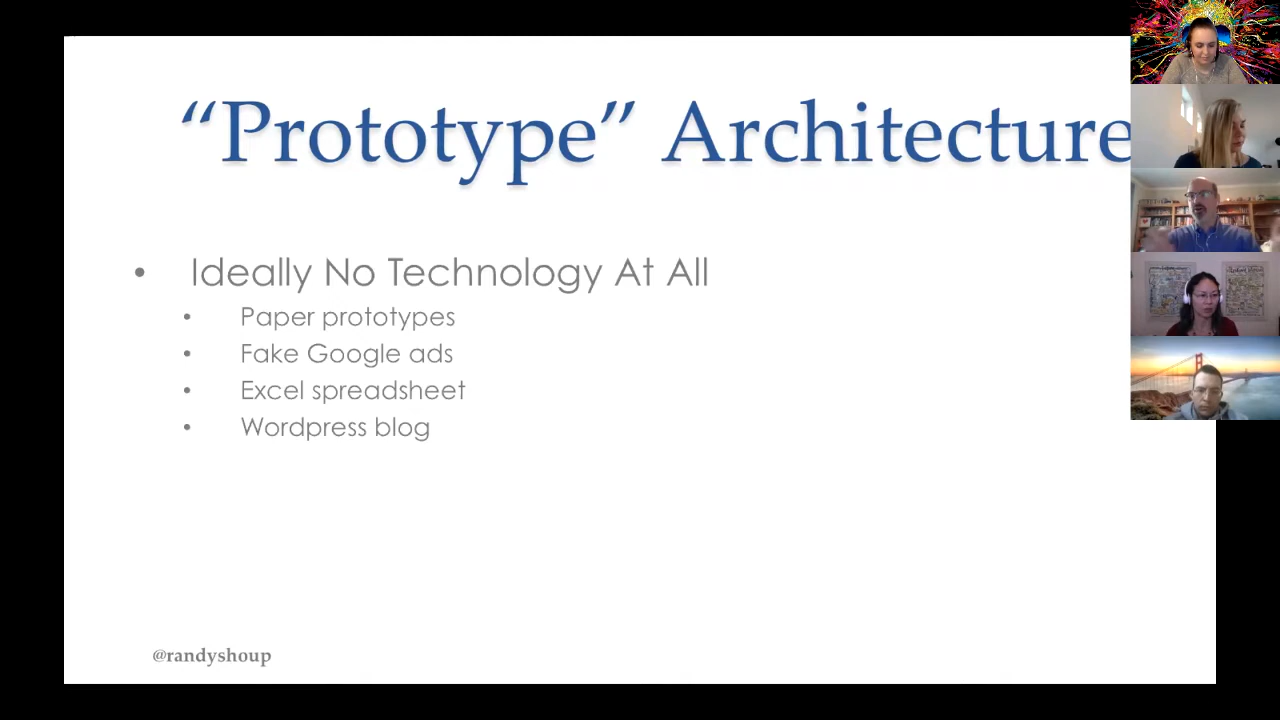 “Prototype” Architecture
• Ideally No Technology At All
• Paper prototypes
• Fake Google ads
• Excel spreadsheet
• Wordpress blog
@randyshoup